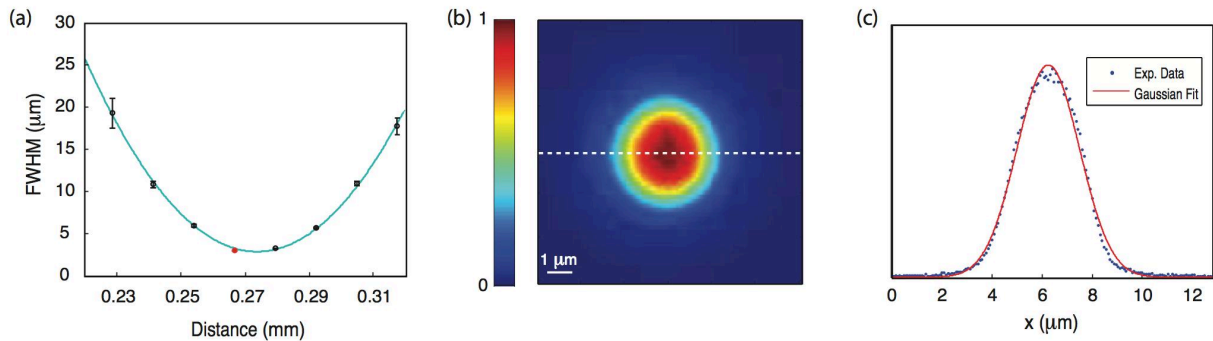 (a)
30
25
20
15
10
5
0
FWHM (μm)
0.23 0.25 0.27 0.29 0.31
Distance (mm)
(b)
1
0
1 μm
(c)
Exp. Data
Gaussian Fit
0 2 4 6 8 10 12
x (μm)